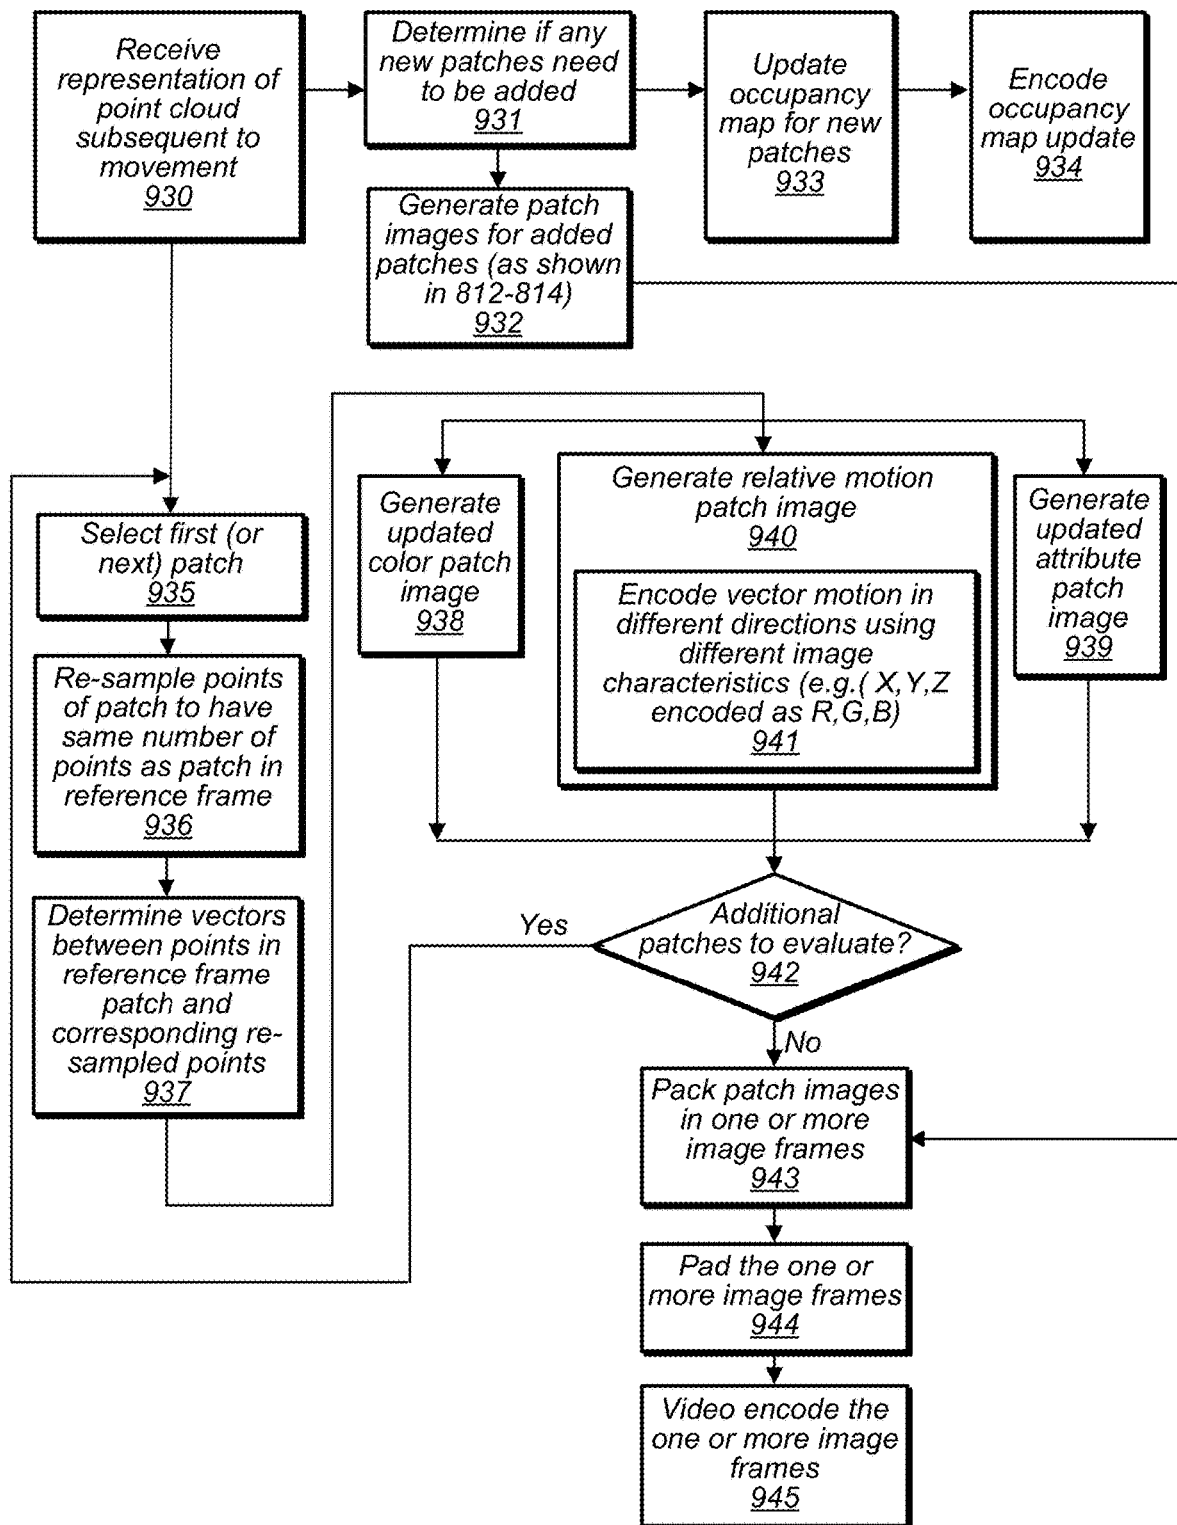 Receive
representation of
point cloud
subsequent to
movement
930
Determine if any
new patches need
to be added
931
Update
occupancy
map for new
patches
933
Encode
occupancy
map update
934
Generate patch
images for added
patches (as shown
in 812-814)
932
Select first (or
next) patch
935
Re-sample points
of patch to have
same number of
points as patch in
reference frame
936
Determine vectors
between points in
reference frame
patch and
corresponding re-
sampled points
937
Generate
updated
color patch
image
938
Generate relative motion
patch image
940
Encode vector motion in
different directions using
different image
characteristics (e.g.( X,Y,Z
encoded as R,G,B)
941
Generate
updated
attribute
patch
image
939
Yes
Additional
patches to evaluate?
942
No
Pack patch images
in one or more
image frames
943
Pad the one or
more image frames
944
Video encode the
one or more image
frames
945